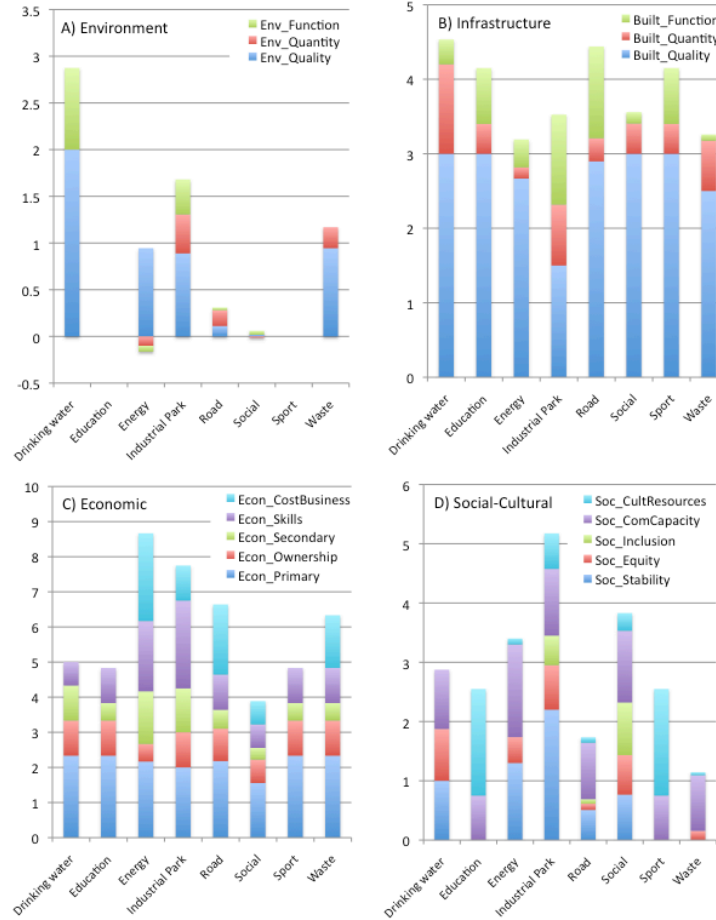 A) Environment
Env_Function
Env_Quantity
Env_Quality
3.5
3
2.5
2
1.5
1
0.5
0
-0.5
Drinking water
Education
Energy
Industrial Park
Road
Social
Sport
Waste
B) Infrastructure
Built_Function
Built_Quantity
Built_Quality
5
4
3
2
1
0
Drinking water
Education
Energy
Industrial Park
Road
Social
Sport
Waste
C) Economic
Econ_CostBusiness
Econ_Skills
Econ_Secondary
Econ_Ownership
Econ_Primary
10
9
8
7
6
5
4
3
2
1
0
Drinking water
Education
Energy
Industrial Park
Road
Social
Sport
Waste
D) Social-Cultural
Soc_CultResources
Soc_ComCapacity
Soc_Inclusion
Soc_Equity
Soc_Stability
6
5
4
3
2
1
0
Drinking water
Education
Energy
Industrial Park
Road
Social
Sport
Waste